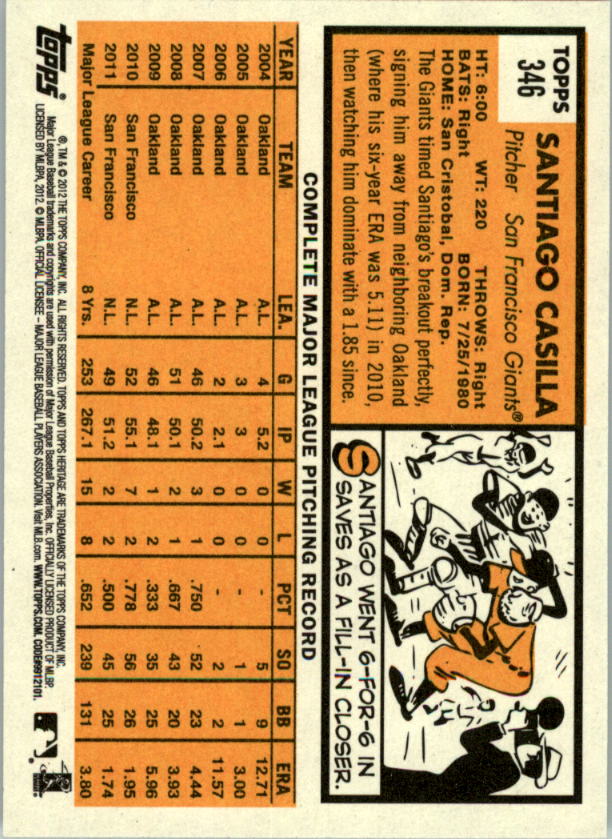 TOPPS
346
SANTIAGO CASILLA
Pitcher San Francisco Giants®
HT: 6:00 WT: 220 THROWS: Right
BATS: Right BORN: 7/25/1980
HOME: San Cristobal, Dom. Rep.
The Giants timed Santiago's breakout perfectly,
signing him away from neighboring Oakland
(where his six-year ERA was 5.11) in 2010,
then watching him dominate with a 1.85 since.
SANTIAGO WENT 6-FOR-6 IN
SAVES AS A FILL-IN CLOSER.
COMPLETE MAJOR LEAGUE PITCHING RECORD
YEAR TEAM LEA. G IP W L PCT SO BB ERA
2004 Oakland A.L. 4 5.2 0 0 - 5 9 12.71
2005 Oakland A.L. 3 3 0 0 - 1 1 3.00
2006 Oakland A.L. 2 2.1 0 0 - 2 2 11.57
2007 Oakland A.L. 46 50.2 3 1 .750 52 23 4.44
2008 Oakland A.L. 51 50.1 2 1 .667 43 20 3.93
2009 Oakland A.L. 46 48.1 1 2 .333 35 25 5.96
2010 San Francisco N.L. 52 55.1 7 2 .778 56 26 1.95
2011 San Francisco N.L. 49 51.2 2 2 .500 45 25 1.74
Major League Career 8 Yrs. 253 267.1 15 8 .652 239 131 3.80
topps®
®, TM & © 2012 THE TOPPS COMPANY, INC. ALL RIGHTS RESERVED. TOPPS AND TOPPS HERITAGE ARE TRADEMARKS OF THE TOPPS COMPANY, INC.
Major League Baseball trademarks and copyrights are used with permission of Major League Baseball Properties, Inc. OFFICIALLY LICENSED PRODUCT OF MLBP.
LICENSED BY MLBPA, 2012. © MLBPA, OFFICIAL LICENSEE – MAJOR LEAGUE BASEBALL PLAYERS ASSOCIATION. Visit MLB.com. WWW.TOPPS.COM. CODE#9912101.